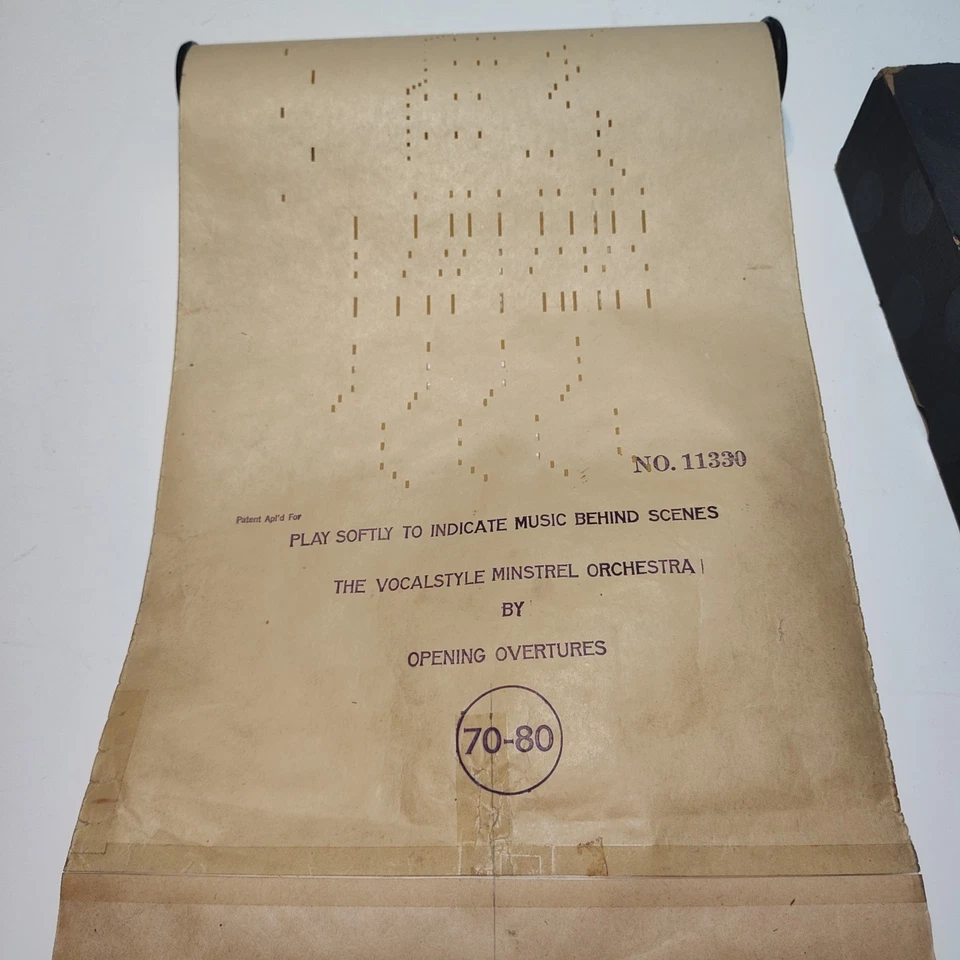 NO. 11330
Patent Apl'd For
PLAY SOFTLY TO INDICATE MUSIC BEHIND SCENES
THE VOCALSTYLE MINSTREL ORCHESTRA
BY
OPENING OVERTURES
70-80